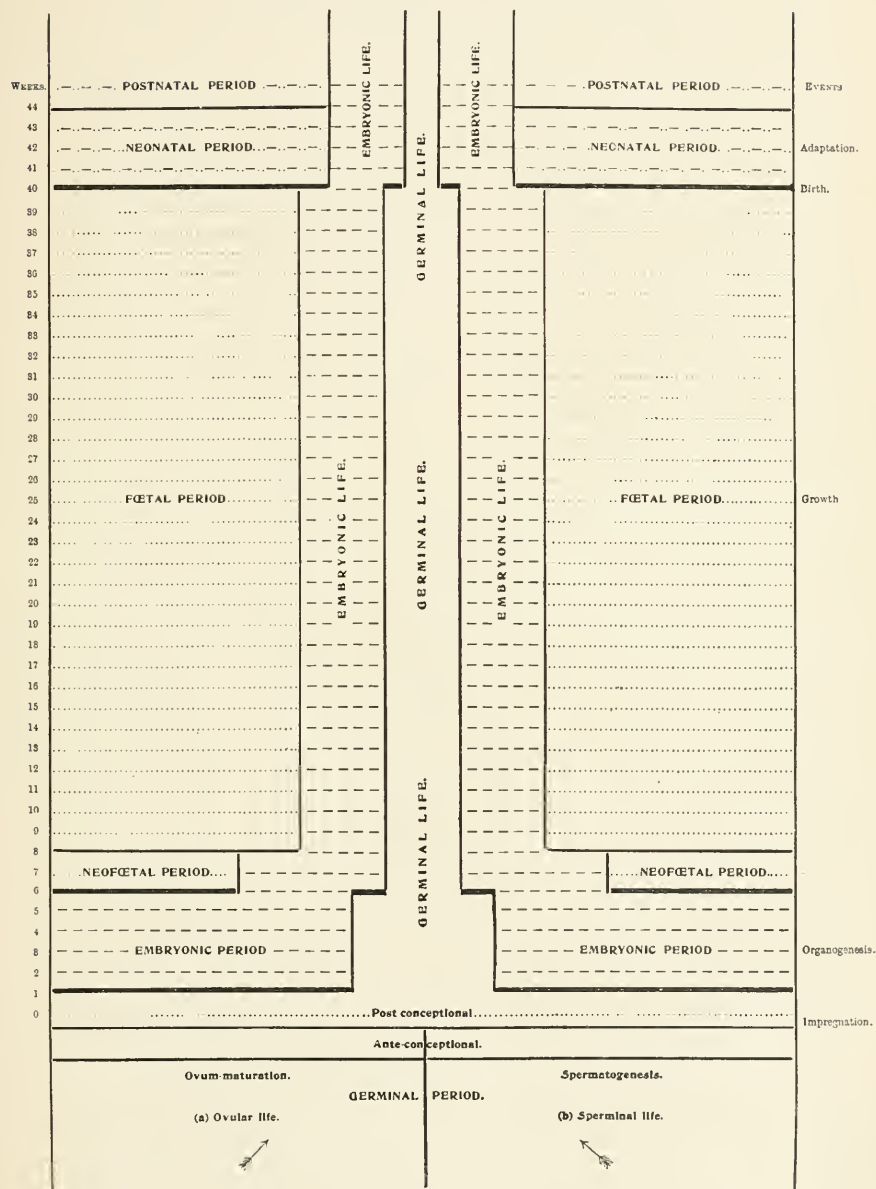 EMBRYONIC LIFE.
EMBRYONIC LIFE.
WEEKS. POSTNATAL PERIOD POSTNATAL PERIOD EVENTS
44
43
42 NEONATAL PERIOD NEONATAL PERIOD Adaptation.
41
40 Birth.
GERMINAL LIFE.
39
38
37
36
35
34
33
32
31
30
29
28
27
26
EMBRYONIC LIFE.
GERMINAL LIFE.
EMBRYONIC LIFE.
25 FŒTAL PERIOD FŒTAL PERIOD Growth
24
23
22
21
20
19
18
17
16
15
14
13
12
11
10
9
8
GERMINAL LIFE.
7 NEOFŒTAL PERIOD NEOFŒTAL PERIOD
6
5
4
3 EMBRYONIC PERIOD EMBRYONIC PERIOD Organogenesis.
2
1
0 Post conceptional Impregnation.
Ante-conceptional.
Ovum-maturation. Spermatogenesis.
GERMINAL PERIOD.
(a) Ovular life. (b) Sperminal life.